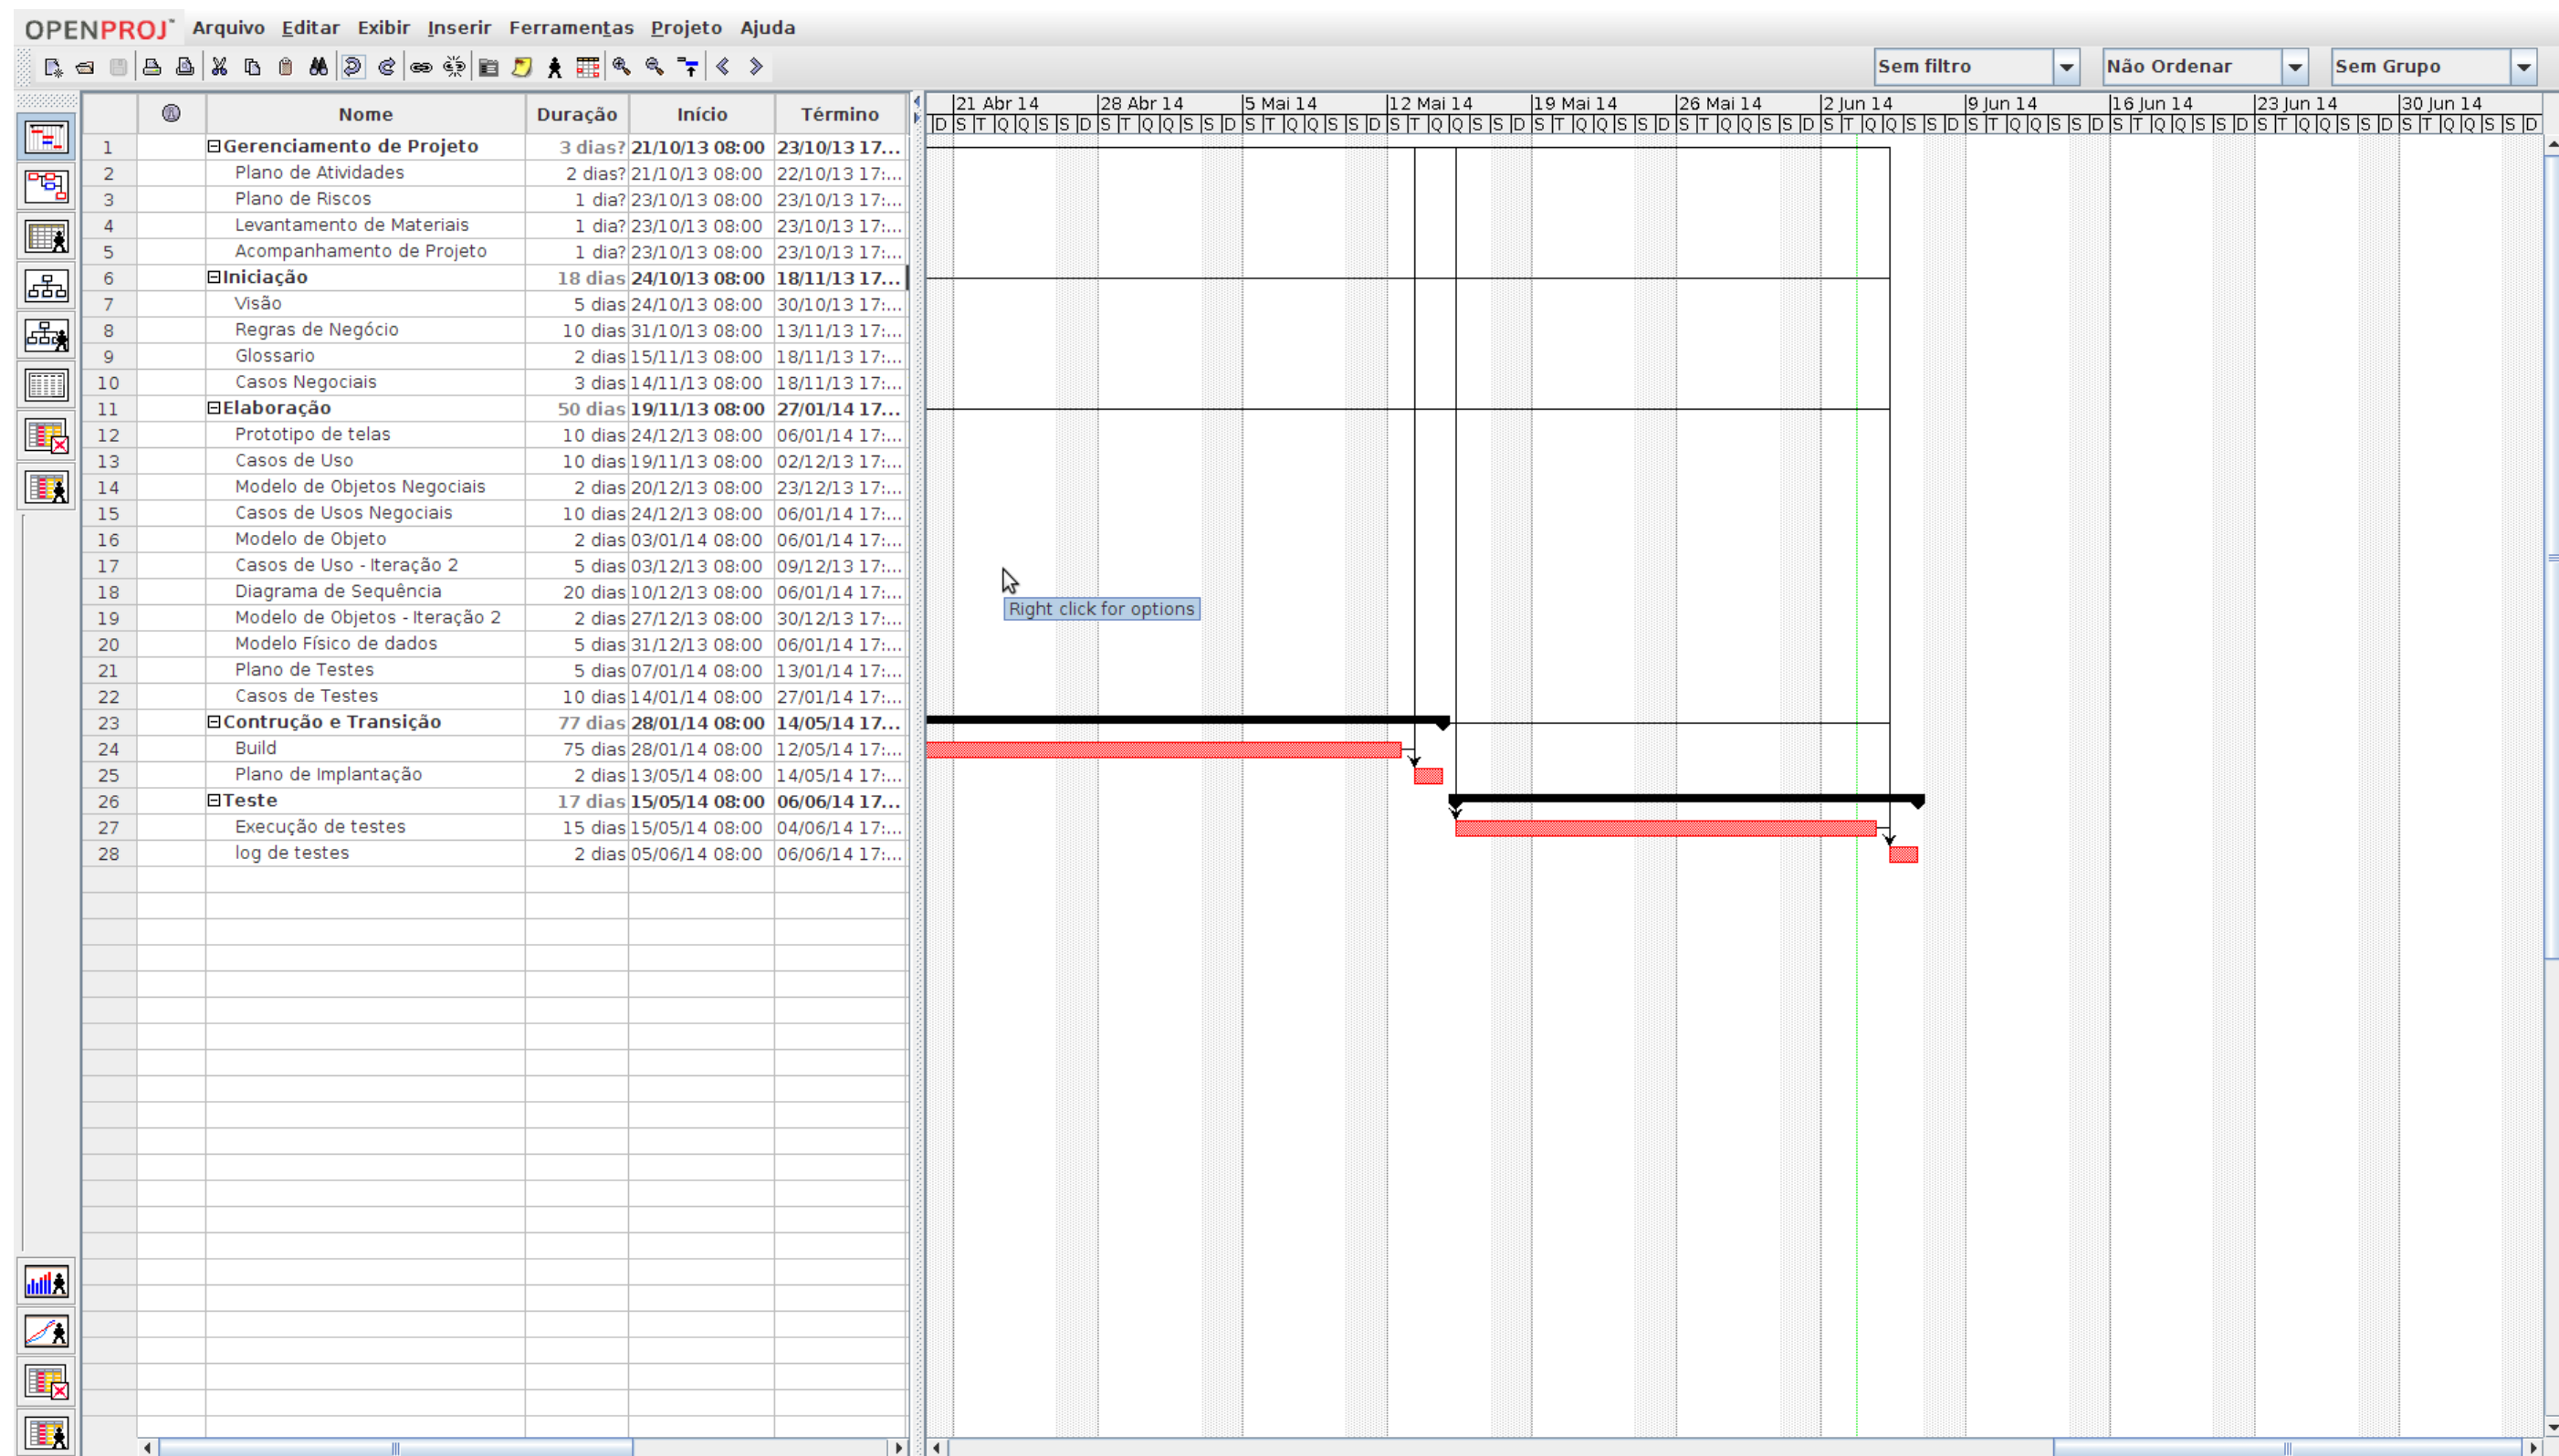 OPENPROJ™ Arquivo Editar Exibir Inserir Ferramentas Projeto Ajuda
Sem filtro Não Ordenar Sem Grupo
Nome Duração Início Término
1 Gerenciamento de Projeto 3 dias? 21/10/13 08:00 23/10/13 17...
2 Plano de Atividades 2 dias? 21/10/13 08:00 22/10/13 17:...
3 Plano de Riscos 1 dia? 23/10/13 08:00 23/10/13 17:...
4 Levantamento de Materiais 1 dia? 23/10/13 08:00 23/10/13 17:...
5 Acompanhamento de Projeto 1 dia? 23/10/13 08:00 23/10/13 17:...
6 Iniciação 18 dias 24/10/13 08:00 18/11/13 17...
7 Visão 5 dias 24/10/13 08:00 30/10/13 17:...
8 Regras de Negócio 10 dias 31/10/13 08:00 13/11/13 17:...
9 Glossario 2 dias 15/11/13 08:00 18/11/13 17:...
10 Casos Negociais 3 dias 14/11/13 08:00 18/11/13 17:...
11 Elaboração 50 dias 19/11/13 08:00 27/01/14 17...
12 Prototipo de telas 10 dias 24/12/13 08:00 06/01/14 17:...
13 Casos de Uso 10 dias 19/11/13 08:00 02/12/13 17:...
14 Modelo de Objetos Negociais 2 dias 20/12/13 08:00 23/12/13 17:...
15 Casos de Usos Negociais 10 dias 24/12/13 08:00 06/01/14 17:...
16 Modelo de Objeto 2 dias 03/01/14 08:00 06/01/14 17:...
17 Casos de Uso - Iteração 2 5 dias 03/12/13 08:00 09/12/13 17:...
18 Diagrama de Sequência 20 dias 10/12/13 08:00 06/01/14 17:...
19 Modelo de Objetos - Iteração 2 2 dias 27/12/13 08:00 30/12/13 17:...
20 Modelo Físico de dados 5 dias 31/12/13 08:00 06/01/14 17:...
21 Plano de Testes 5 dias 07/01/14 08:00 13/01/14 17:...
22 Casos de Testes 10 dias 14/01/14 08:00 27/01/14 17:...
23 Contrução e Transição 77 dias 28/01/14 08:00 14/05/14 17...
24 Build 75 dias 28/01/14 08:00 12/05/14 17:...
25 Plano de Implantação 2 dias 13/05/14 08:00 14/05/14 17:...
26 Teste 17 dias 15/05/14 08:00 06/06/14 17...
27 Execução de testes 15 dias 15/05/14 08:00 04/06/14 17:...
28 log de testes 2 dias 05/06/14 08:00 06/06/14 17:...
21 Abr 14 28 Abr 14 5 Mai 14 12 Mai 14 19 Mai 14 26 Mai 14 2 Jun 14 9 Jun 14 16 Jun 14 23 Jun 14 30 Jun 14
D S T Q Q S S D S T Q Q S S D S T Q Q S S D S T Q Q S S D S T Q Q S S D S T Q Q S S D S T Q Q S S D S T Q Q S S D S T Q Q S S D S T Q Q S S D S T Q Q S S D
Right click for options